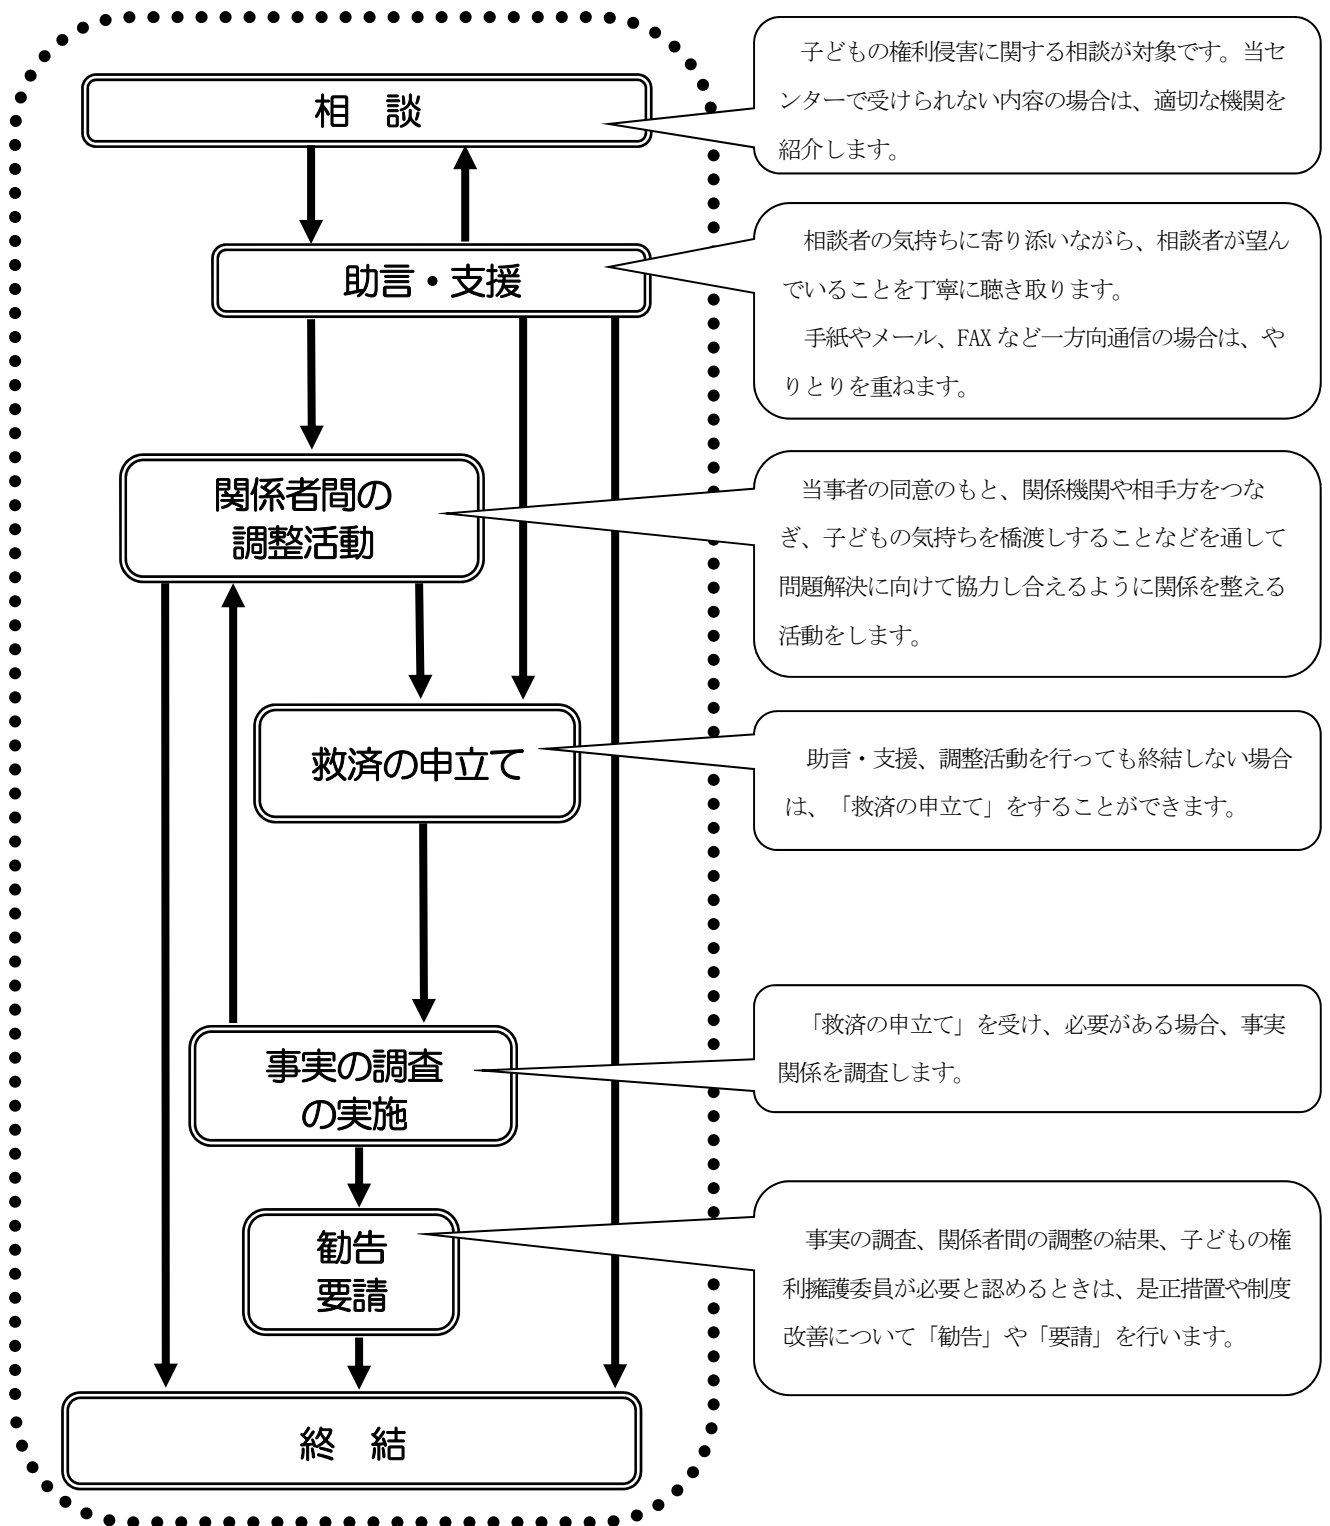 相　談
子どもの権利侵害に関する相談が対象です。当セ
ンターで受けられない内容の場合は、適切な機関を
紹介します。
助言・支援
相談者の気持ちに寄り添いながら、相談者が望ん
でいることを丁寧に聴き取ります。
手紙やメール、FAX など一方向通信の場合は、や
りとりを重ねます。
関係者間の
調整活動
当事者の同意のもと、関係機関や相手方をつな
ぎ、子どもの気持ちを橋渡しすることなどを通して
問題解決に向けて協力し合えるように関係を整える
活動をします。
救済の申立て
助言・支援、調整活動を行っても終結しない場合
は、「救済の申立て」をすることができます。
事実の調査
の実施
「救済の申立て」を受け、必要がある場合、事実
関係を調査します。
勧告
要請
事実の調査、関係者間の調整の結果、子どもの権
利擁護委員が必要と認めるときは、是正措置や制度
改善について「勧告」や「要請」を行います。
終　結